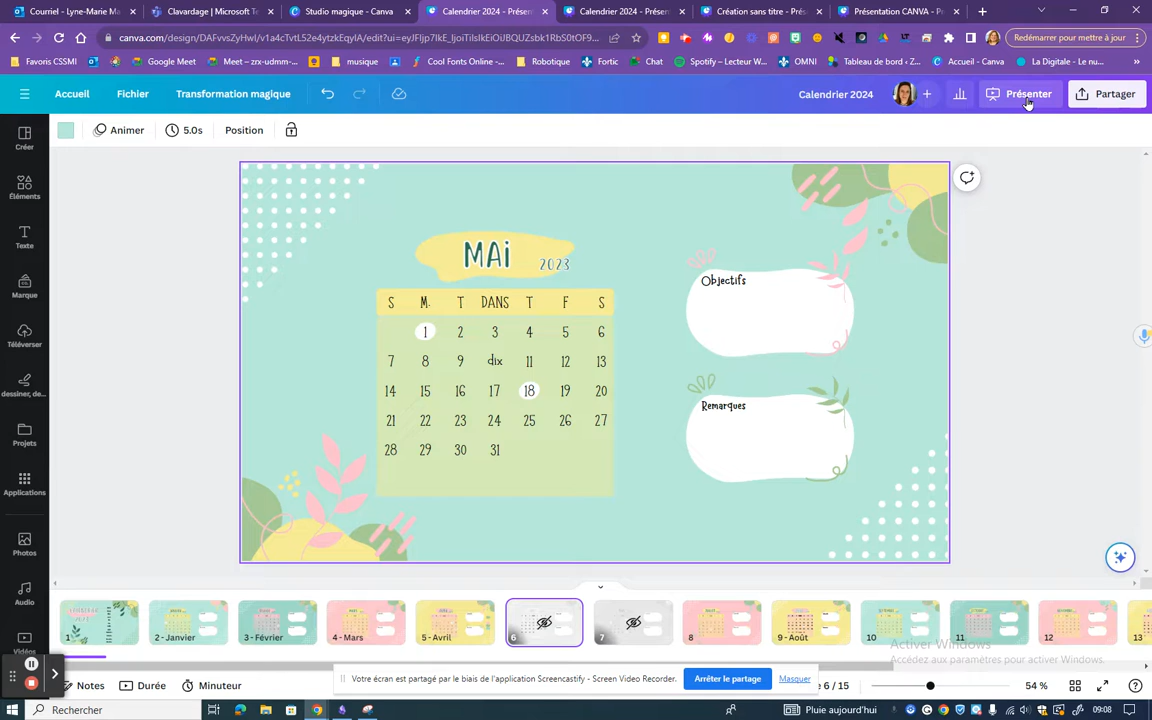 Courriel – Lyne-Marie M
Clavardage | Microsoft T
Studio magique – Canva
Calendrier 2024 – Présen
Calendrier 2024 – Présen
Création sans titre – Prés
Présentation CANVA –
canva.com/design/
Redémarrer pour mettre à jour
Favoris CSSMI
Google Meet
Meet – zrx-udmm-...
musique
Cool Fonts Online -...
Robotique
Fortic
Chat
Spotify – Lecteur W...
OMNI
Tableau de bord < Z...
Accueil - Canva
La Digitale - Le nu...
Accueil
Fichier
Transformation magique
Calendrier 2024
Présenter
Partager
Animer
5.0s
Position
Créer
Éléments
Texte
Marque
Téléverser
dessiner, de...
Projets
Applications
Photos
Audio
Vidéos
MAi
2023
S M. T DANS T F S
1 2 3 4 5 6
7 8 9 dix 11 12 13
14 15 16 17 18 19 20
21 22 23 24 25 26 27
28 29 30 31
Objectifs
Remarques
1
2 - Janvier
3 - Février
4 - Mars
5 - Avril
6
7
8
9 - Août
10
11
12
13
Activer Windows
Accédez aux paramètres pour activer Windows.
Notes
Durée
Minuteur
Votre écran est partagé par le biais de l'application Screencastify - Screen Video Recorder.
Arrêter le partage
Masquer
e 6 / 15
54 %
Rechercher
Pluie aujourd'hui
09:08